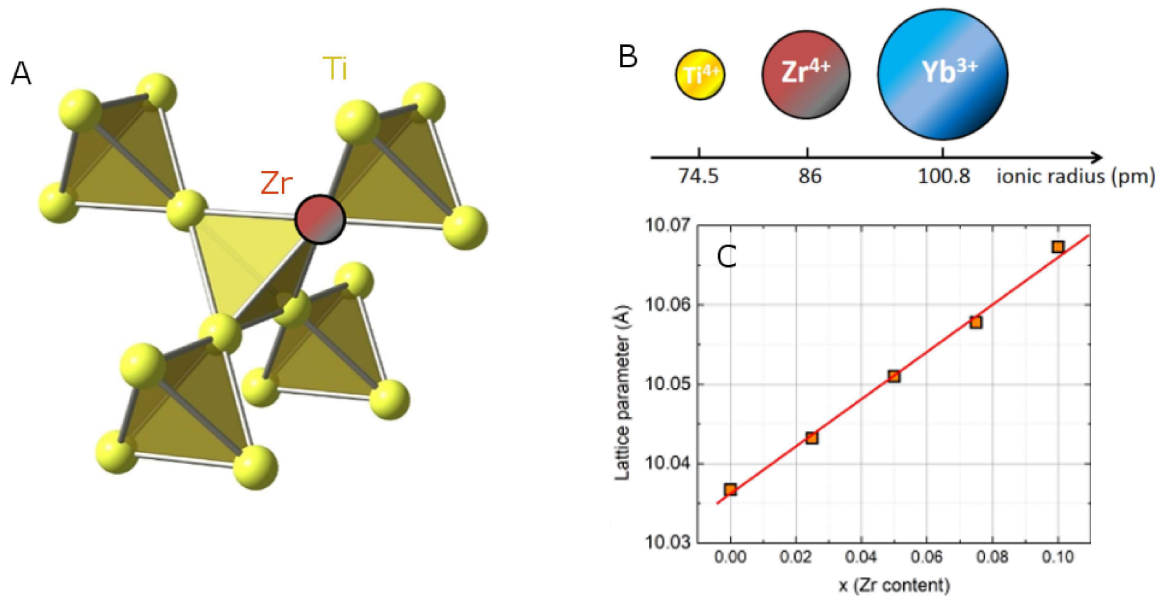 A
Ti
Zr
B
Ti4+
Zr4+
Yb3+
74.5
86
100.8
ionic radius (pm)
C
10.07
10.06
10.05
10.04
10.03
Lattice parameter (Å)
0.00
0.02
0.04
0.06
0.08
0.10
x (Zr content)